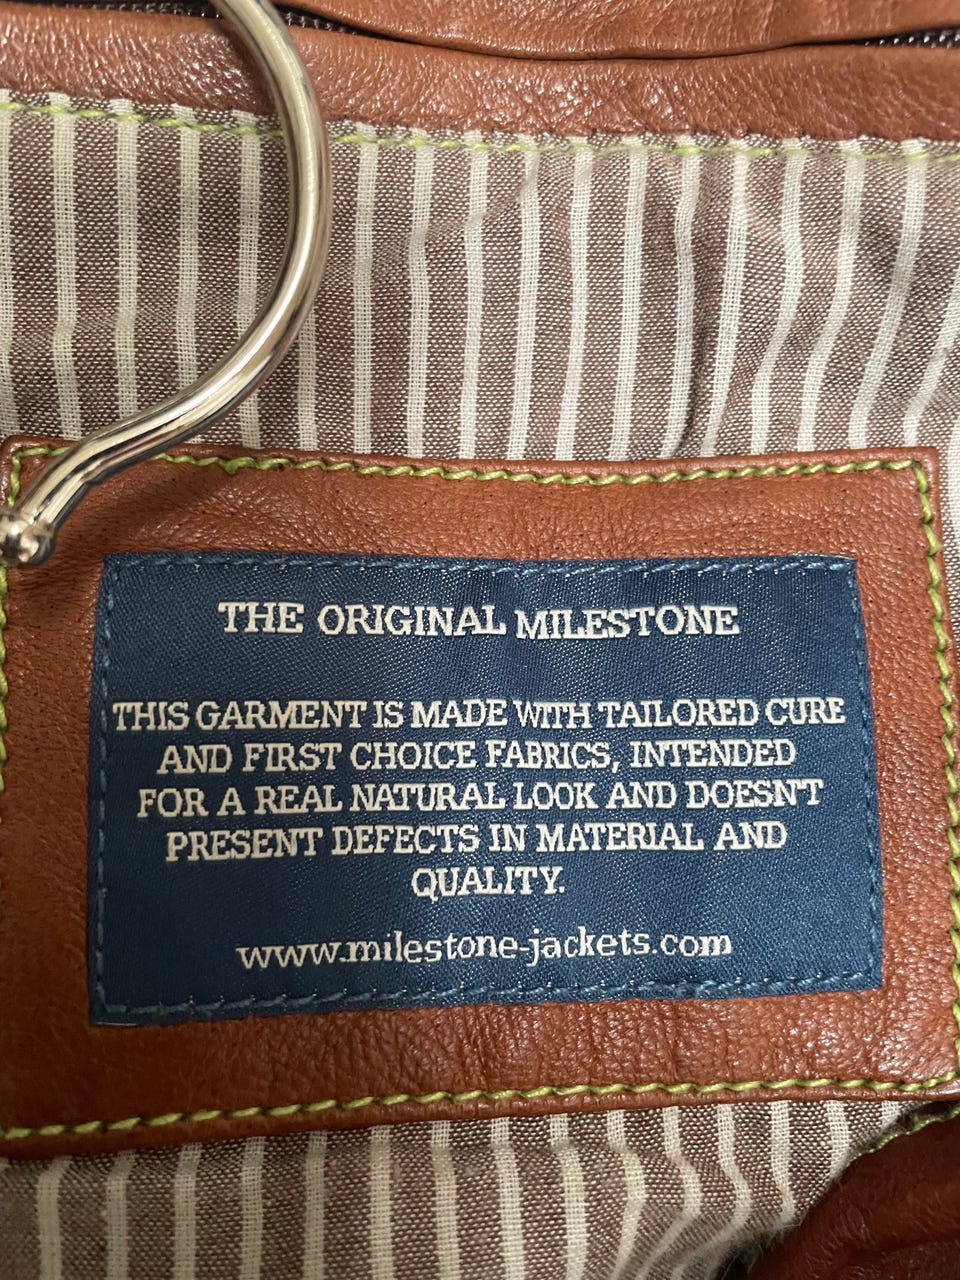 THE ORIGINAL MILESTONE
THIS GARMENT IS MADE WITH TAILORED CURE
AND FIRST CHOICE FABRICS, INTENDED
FOR A REAL NATURAL LOOK AND DOESN'T
PRESENT DEFECTS IN MATERIAL AND
QUALITY.
www.milestone-jackets.com